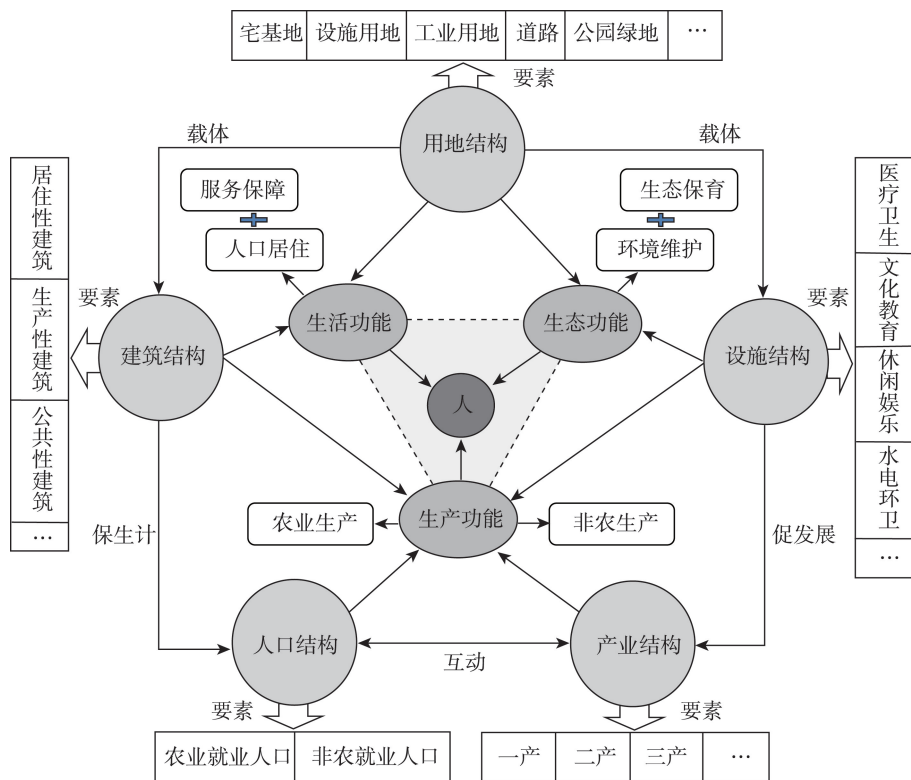 宅基地 设施用地 工业用地 道路 公园绿地 …
要素
用地结构
载体 载体
服务保障 生态保育
人口居住 环境维护
居住性建筑
生产性建筑
公共性建筑
…
要素
建筑结构
生活功能 生态功能
人
设施结构
要素
医疗卫生
文化教育
休闲娱乐
水电环卫
…
农业生产 生产功能 非农生产
保生计 促发展
人口结构 互动 产业结构
要素 要素
农业就业人口 非农就业人口
一产 二产 三产 …